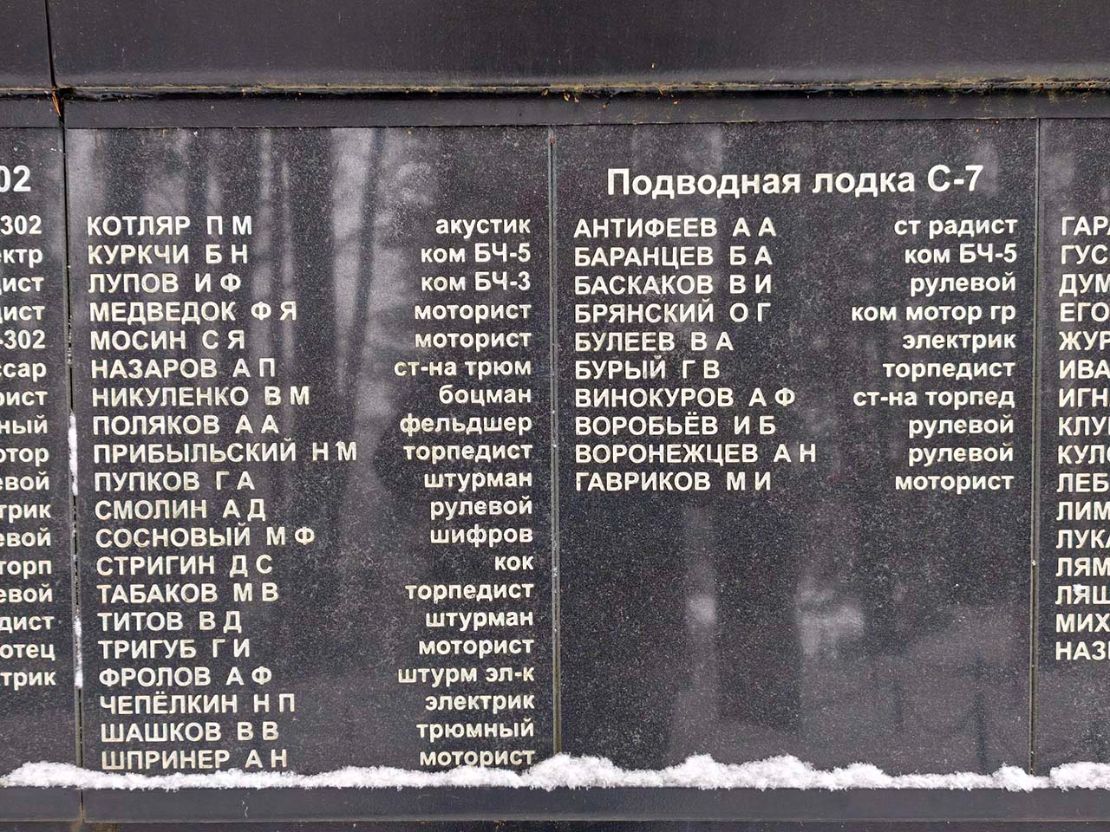 Подводная лодка С-7
КОТЛЯР П М акустик
КУРКЧИ Б Н ком БЧ-5
ЛУПОВ И Ф ком БЧ-3
МЕДВЕДОК Ф Я моторист
МОСИН С Я моторист
НАЗАРОВ А П ст-на трюм
НИКУЛЕНКО В М боцман
ПОЛЯКОВ А А фельдшер
ПРИБЫЛЬСКИЙ Н М торпедист
ПУПКОВ Г А штурман
СМОЛИН А Д рулевой
СОСНОВЫЙ М Ф шифров
СТРИГИН Д С кок
ТАБАКОВ М В торпедист
ТИТОВ В Д штурман
ТРИГУБ Г И моторист
ФРОЛОВ А Ф штурм эл-к
ЧЕПЁЛКИН Н П электрик
ШАШКОВ В В трюмный
ШПРИНЕР А Н моторист
АНТИФЕЕВ А А ст радист
БАРАНЦЕВ Б А ком БЧ-5
БАСКАКОВ В И рулевой
БРЯНСКИЙ О Г ком мотор гр
БУЛЕЕВ В А электрик
БУРЫЙ Г В торпедист
ВИНОКУРОВ А Ф ст-на торпед
ВОРОБЬЁВ И Б рулевой
ВОРОНЕЖЦЕВ А Н рулевой
ГАВРИКОВ М И моторист